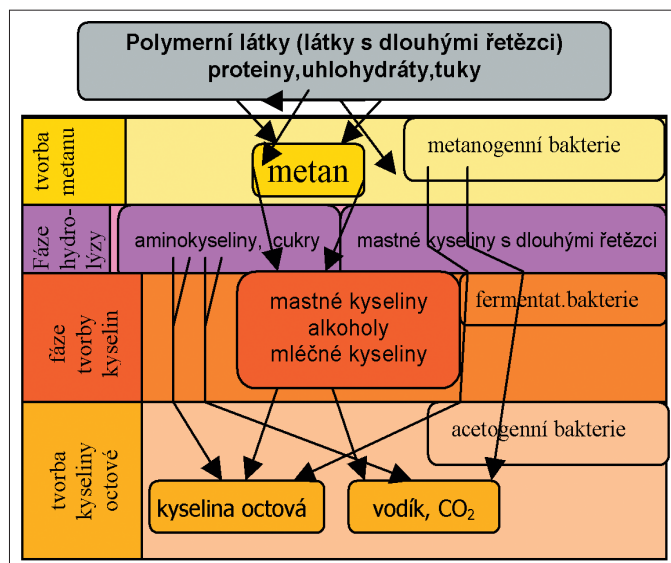 Polymerní látky (látky s dlouhými řetězci)
proteiny,uhlohydráty,tuky
tvorba
metanu
metan
metanogenní bakterie
Fáze
hydro-
lýzy
aminokyseliny, cukry
mastné kyseliny s dlouhými řetězci
fáze
tvorby
kyselin
mastné kyseliny
alkoholy
mléčné kyseliny
fermentat.bakterie
tvorba
kyseliny
octové
acetogenní bakterie
kyselina octová
vodík, CO₂